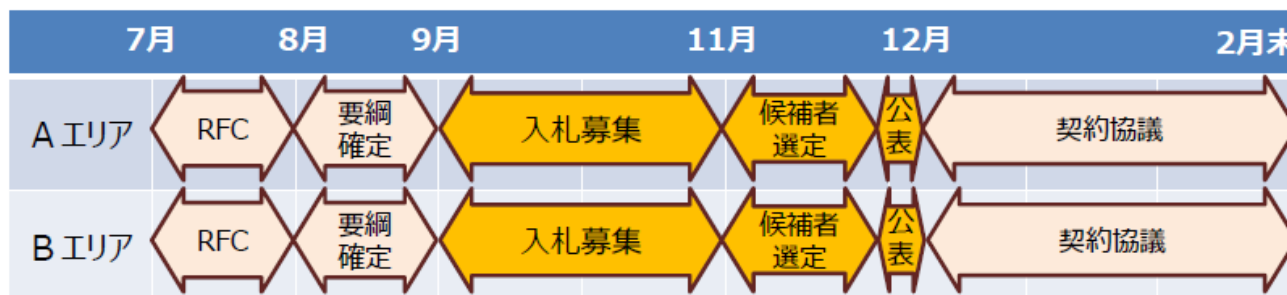 7月 8月 9月 11月 12月 2月末
A エリア RFC 要綱 入札募集 候補者 公 契約協議
確定 選定 表
B エリア RFC 要綱 入札募集 候補者 公 契約協議
確定 選定 表